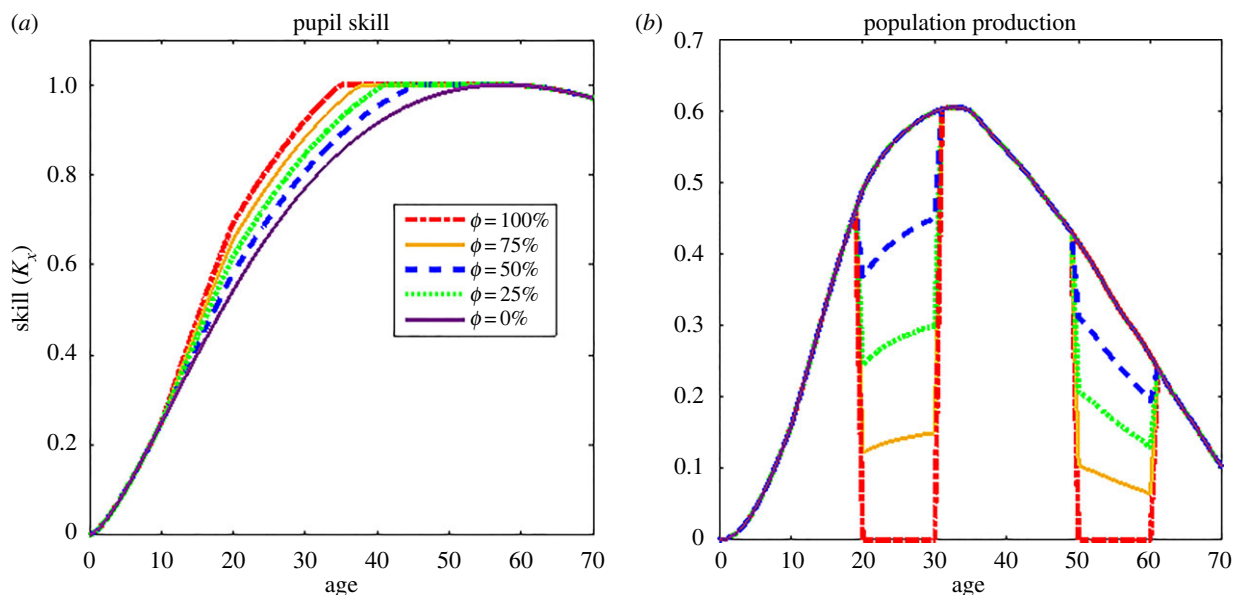 (a) pupil skill
1.0
0.8
0.6
0.4
0.2
0
skill (Kx)
ϕ = 100%
ϕ = 75%
ϕ = 50%
ϕ = 25%
ϕ = 0%
0 10 20 30 40 50 60 70
age
(b) population production
0.7
0.6
0.5
0.4
0.3
0.2
0.1
0
0 10 20 30 40 50 60 70
age